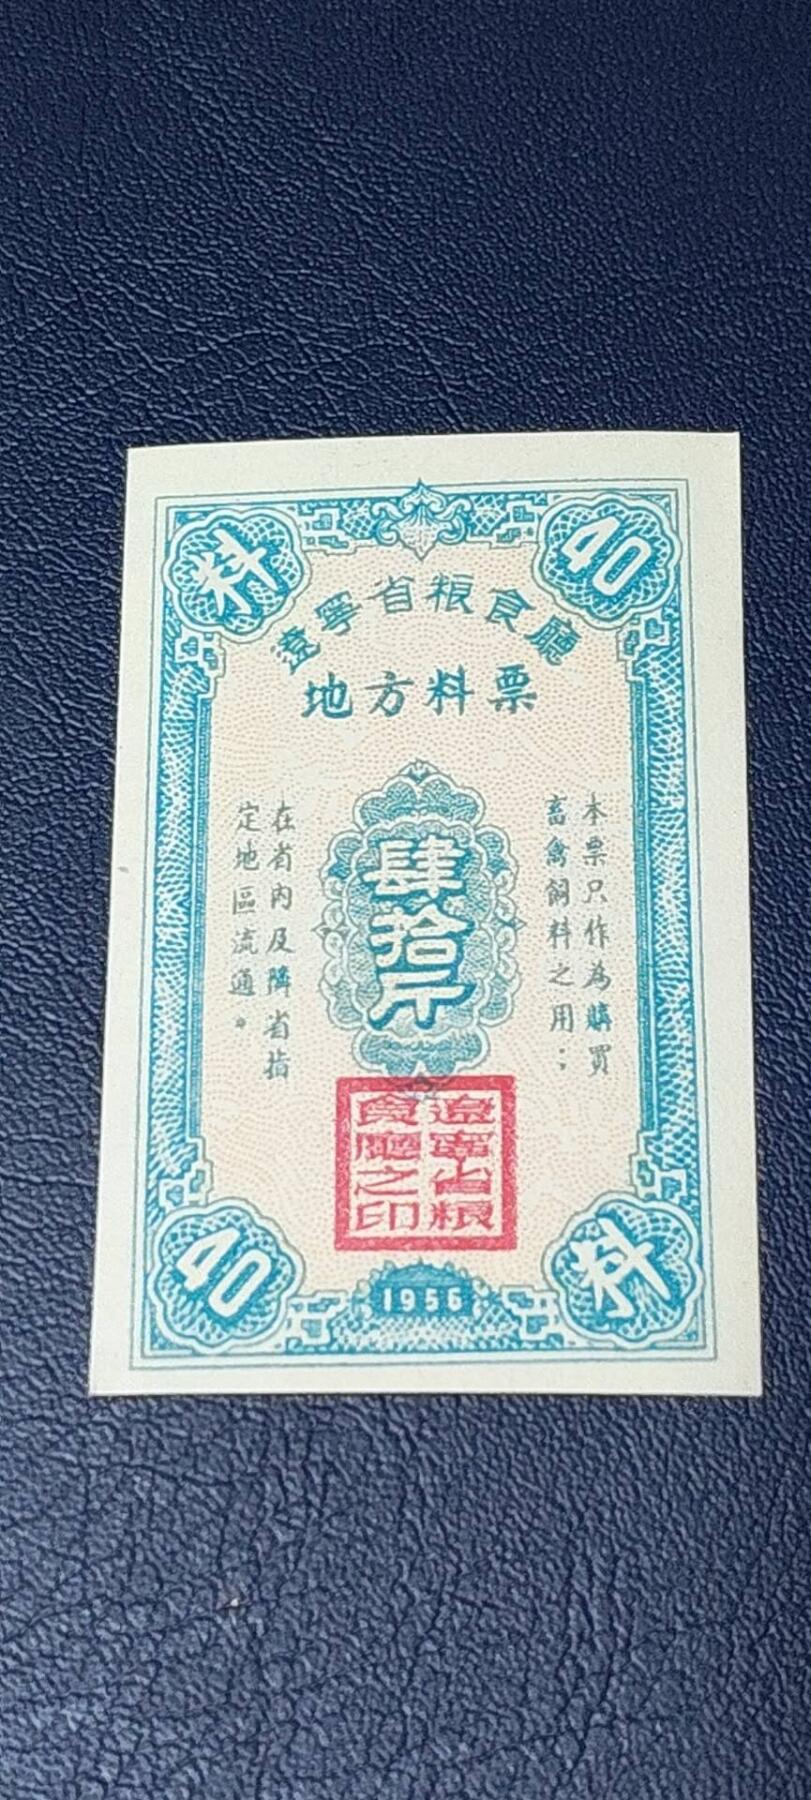 料
40
遼寧省粮食廳
地方料票
本票只作為購買
畜禽飼料之用；
肆拾斤
在省内及隣省指
定地區流通。
遼寧省粮
食廳之印
40
1956
料